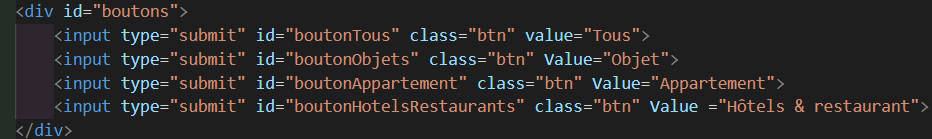 <div id="boutons">
<input type="submit" id="boutonTous" class="btn" value="Tous">
<input type="submit" id="boutonObjets" class="btn" Value="Objet">
<input type="submit" id="boutonAppartement" class="btn" Value="Appartement">
<input type="submit" id="boutonHotelsRestaurants" class="btn" Value ="Hôtels & restaurant">
</div>